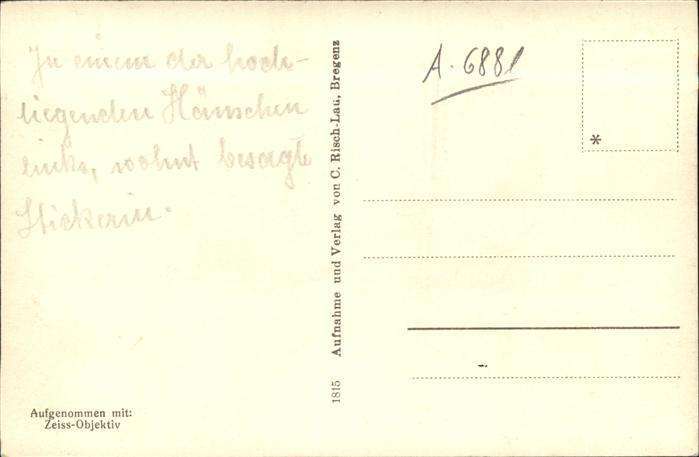 In einem der hoch-
liegenden Häuschen
links, wohnt besagte
Stickerin.
Aufgenommen mit:
Zeiss-Objektiv
1815 Aufnahme und Verlag von C. Risch-Lau, Bregenz
A. 6881
*